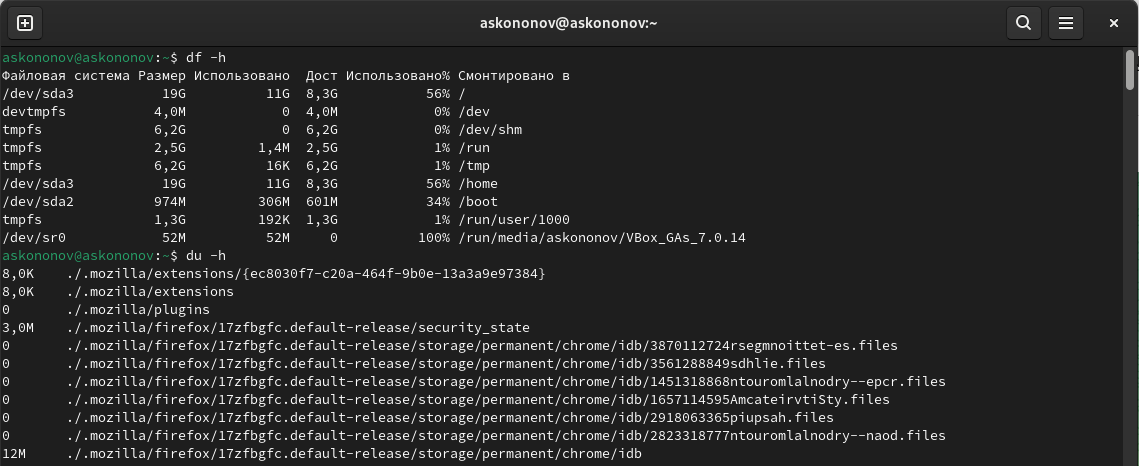 askononov@askononov:~
askononov@askononov:~$ df -h
Файловая система Размер Использовано  Дост Использовано% Смонтировано в
/dev/sda3           19G          11G  8,3G           56% /
devtmpfs           4,0M            0  4,0M            0% /dev
tmpfs              6,2G            0  6,2G            0% /dev/shm
tmpfs              2,5G         1,4M  2,5G            1% /run
tmpfs              6,2G          16K  6,2G            1% /tmp
/dev/sda3           19G          11G  8,3G           56% /home
/dev/sda2          974M         306M  601M           34% /boot
tmpfs              1,3G         192K  1,3G            1% /run/user/1000
/dev/sr0            52M          52M     0          100% /run/media/askononov/VBox_GAs_7.0.14
askononov@askononov:~$ du -h
8,0K    ./.mozilla/extensions/{ec8030f7-c20a-464f-9b0e-13a3a9e97384}
8,0K    ./.mozilla/extensions
0       ./.mozilla/plugins
3,0M    ./.mozilla/firefox/17zfbgfc.default-release/security_state
0       ./.mozilla/firefox/17zfbgfc.default-release/storage/permanent/chrome/idb/3870112724rsegmnoittet-es.files
0       ./.mozilla/firefox/17zfbgfc.default-release/storage/permanent/chrome/idb/3561288849sdhlie.files
0       ./.mozilla/firefox/17zfbgfc.default-release/storage/permanent/chrome/idb/1451318868ntouromlalnodry--epcr.files
0       ./.mozilla/firefox/17zfbgfc.default-release/storage/permanent/chrome/idb/1657114595AmcateirvtiSty.files
0       ./.mozilla/firefox/17zfbgfc.default-release/storage/permanent/chrome/idb/2918063365piupsah.files
0       ./.mozilla/firefox/17zfbgfc.default-release/storage/permanent/chrome/idb/2823318777ntouromlalnodry--naod.files
12M     ./.mozilla/firefox/17zfbgfc.default-release/storage/permanent/chrome/idb